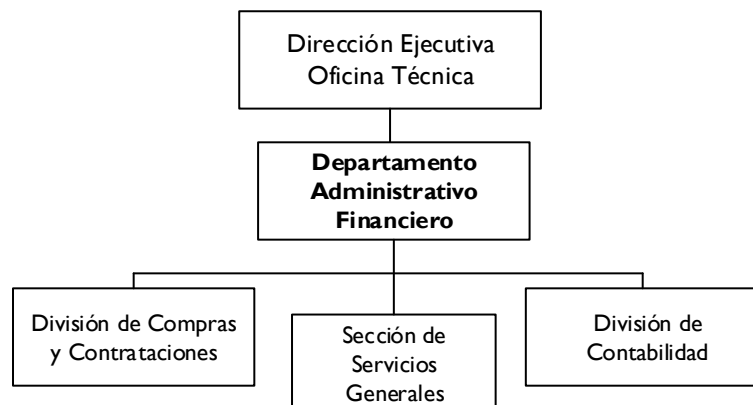 Dirección Ejecutiva
Oficina Técnica
Departamento
Administrativo
Financiero
División de Compras
y Contrataciones
Sección de
Servicios
Generales
División de
Contabilidad